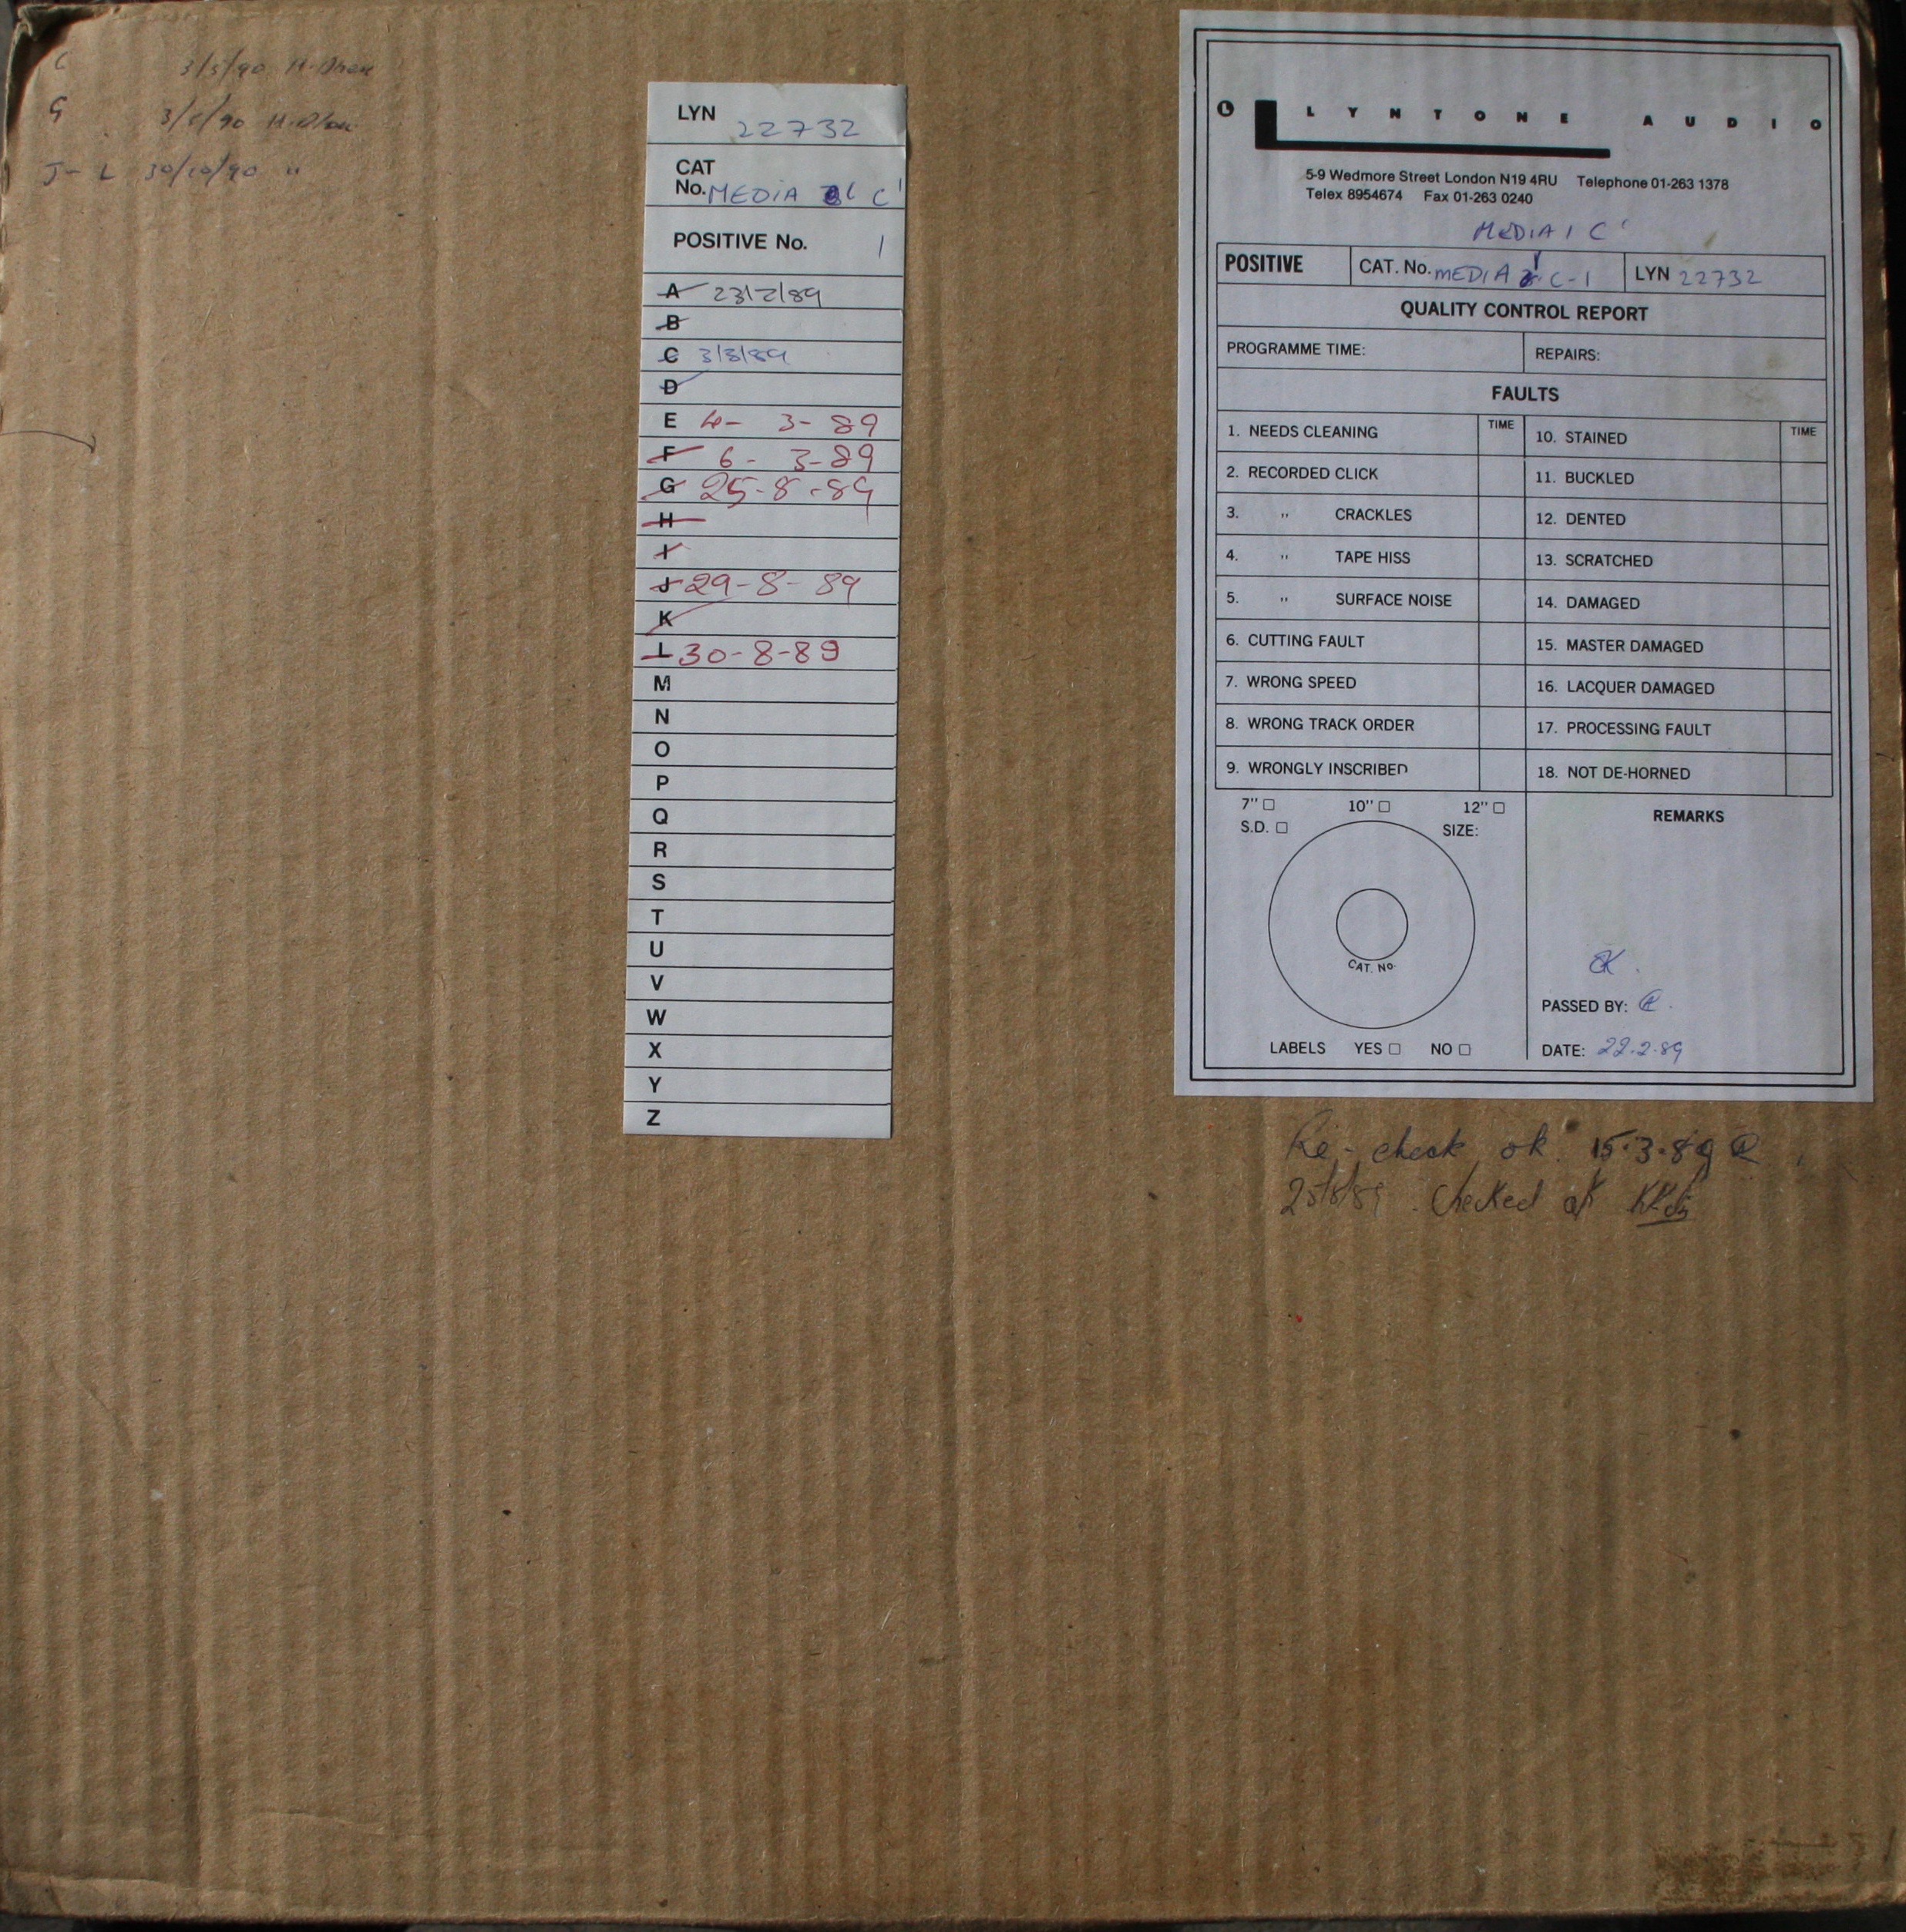 C 3/5/90
G 3/5/90
J - L 30/10/90 "
LYN 22732
CAT
No. MEDIA 1 C 1
POSITIVE No. 1
A 23/2/89
B
C 3/3/89
D
E 4- 3- 89
F 6- 3-89
G 25-8-89
H
I
J 29-8-89
K
L 30-8-89
M
N
O
P
Q
R
S
T
U
V
W
X
Y
Z
L LYNTONE AUDIO
5-9 Wedmore Street London N19 4RU Telephone 01-263 1378
Telex 8954674 Fax 01-263 0240
MEDIA 1 C 1
POSITIVE CAT. No. MEDIA 1 C-1 LYN 22732
QUALITY CONTROL REPORT
PROGRAMME TIME: REPAIRS:
FAULTS
TIME TIME
1. NEEDS CLEANING 10. STAINED
2. RECORDED CLICK 11. BUCKLED
3. " CRACKLES 12. DENTED
4. " TAPE HISS 13. SCRATCHED
5. " SURFACE NOISE 14. DAMAGED
6. CUTTING FAULT 15. MASTER DAMAGED
7. WRONG SPEED 16. LACQUER DAMAGED
8. WRONG TRACK ORDER 17. PROCESSING FAULT
9. WRONGLY INSCRIBED 18. NOT DE-HORNED
7" 10" 12" REMARKS
S.D. SIZE:
CAT. No.
OK.
PASSED BY:
LABELS YES NO DATE: 22.2.89
Re-check ok 15.3.89
25/8/89 Checked ok